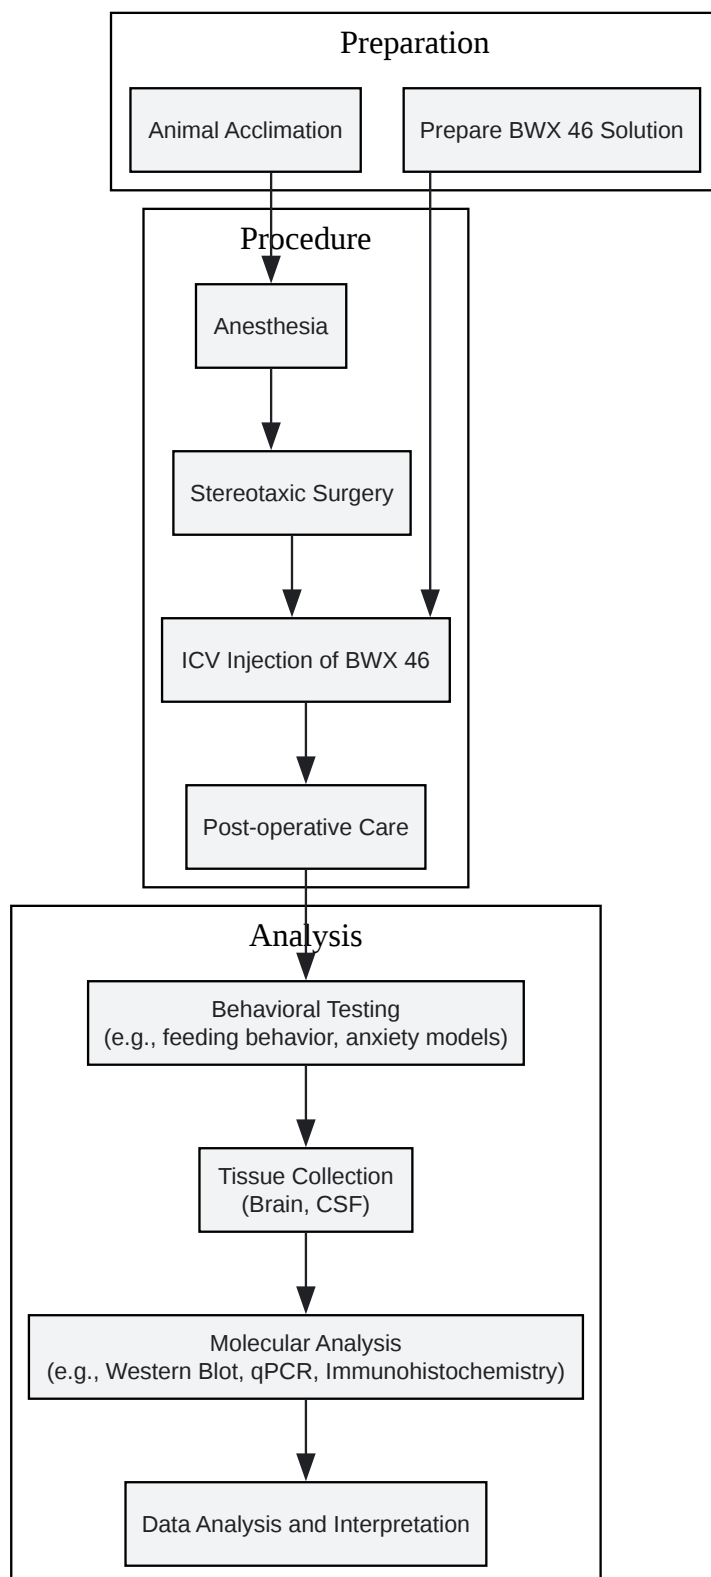 Preparation
Animal Acclimation
Prepare BWX 46 Solution
Procedure
Anesthesia
Stereotaxic Surgery
ICV Injection of BWX 46
Post-operative Care
Analysis
Behavioral Testing
(e.g., feeding behavior, anxiety models)
Tissue Collection
(Brain, CSF)
Molecular Analysis
(e.g., Western Blot, qPCR, Immunohistochemistry)
Data Analysis and Interpretation